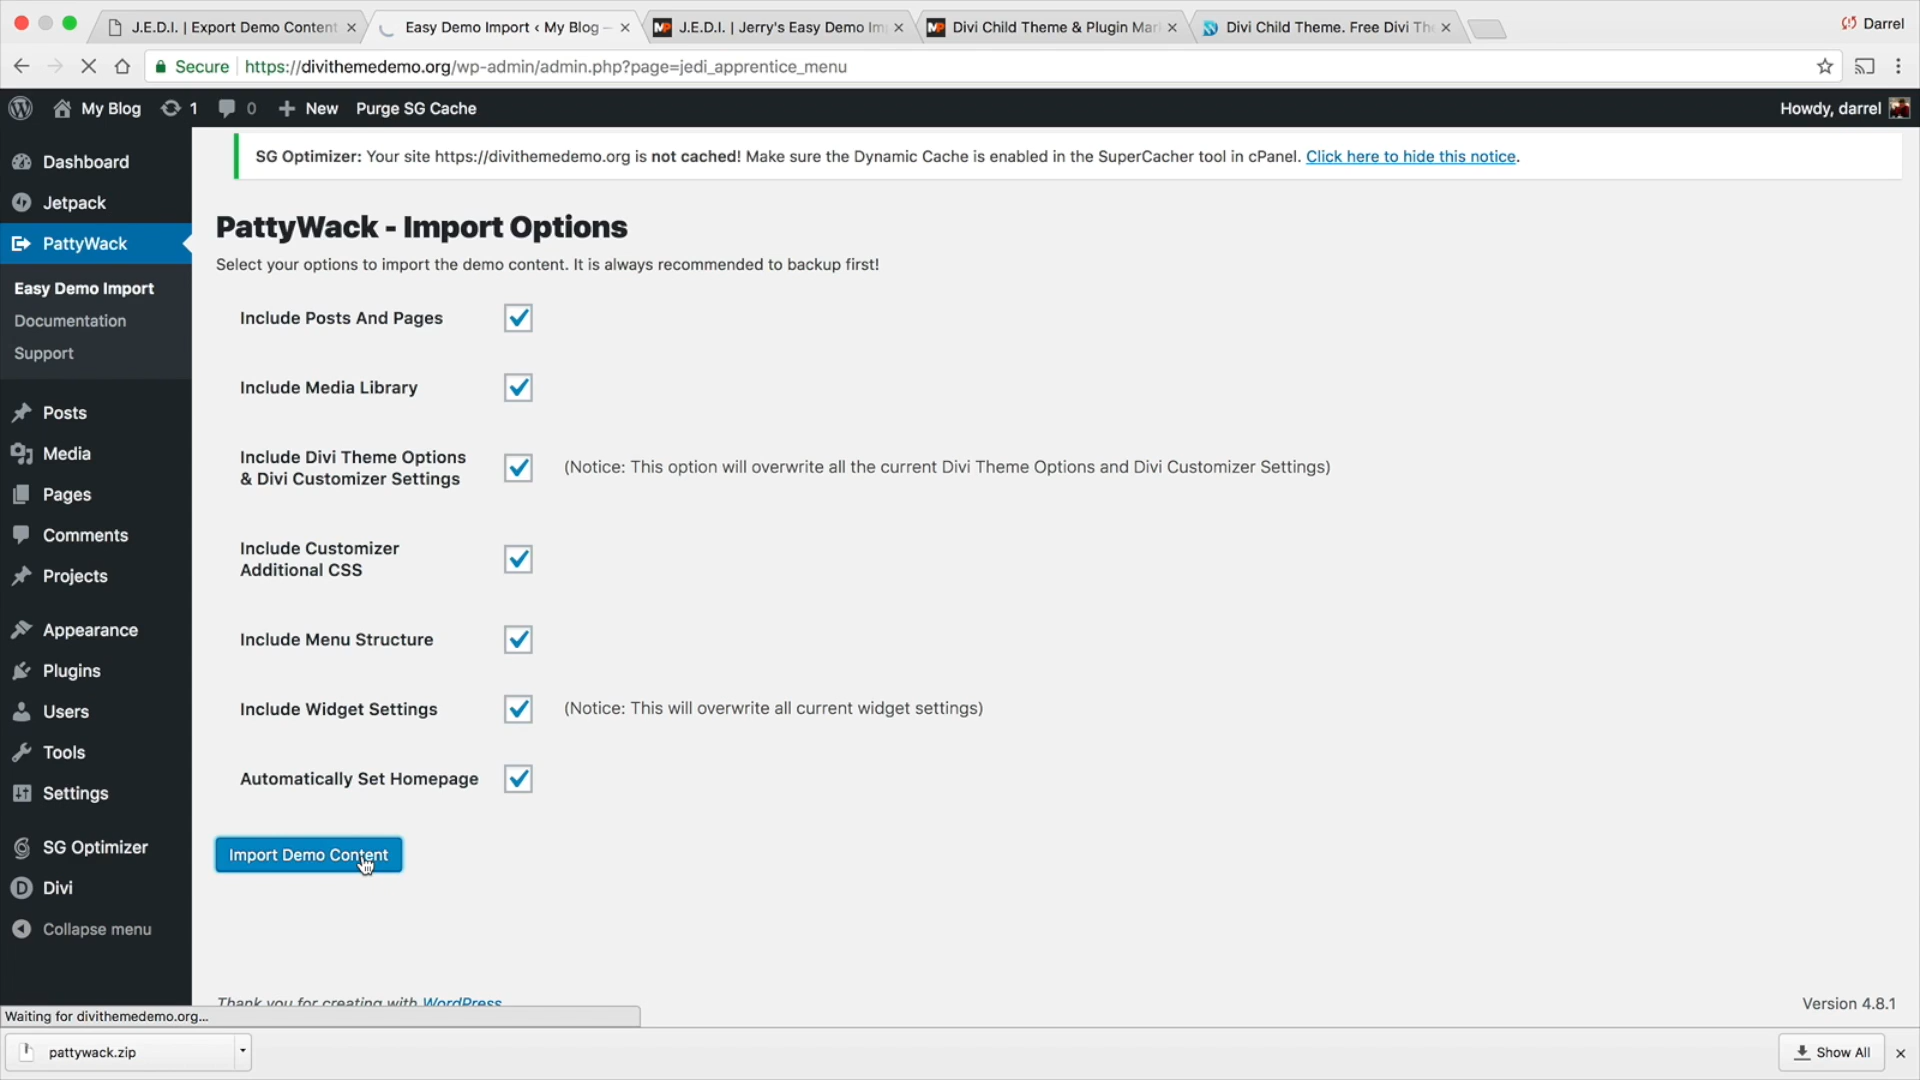 J.E.D.I. | Export Demo Content
Easy Demo Import ‹ My Blog —
J.E.D.I. | Jerry's Easy Demo Im
Divi Child Theme & Plugin Mar
Divi Child Theme. Free Divi The
Darrel
Secure
https://divithemedemo.org/wp-admin/admin.php?page=jedi_apprentice_menu
My Blog
1
0
New
Purge SG Cache
Howdy, darrel
Dashboard
Jetpack
PattyWack
Easy Demo Import
Documentation
Support
Posts
Media
Pages
Comments
Projects
Appearance
Plugins
Users
Tools
Settings
SG Optimizer
Divi
Collapse menu
SG Optimizer: Your site https://divithemedemo.org is not cached! Make sure the Dynamic Cache is enabled in the SuperCacher tool in cPanel. Click here to hide this notice.
PattyWack - Import Options
Select your options to import the demo content. It is always recommended to backup first!
Include Posts And Pages
Include Media Library
Include Divi Theme Options
& Divi Customizer Settings
(Notice: This option will overwrite all the current Divi Theme Options and Divi Customizer Settings)
Include Customizer
Additional CSS
Include Menu Structure
Include Widget Settings
(Notice: This will overwrite all current widget settings)
Automatically Set Homepage
Import Demo Content
Thank you for creating with WordPress
Version 4.8.1
Waiting for divithemedemo.org...
pattywack.zip
Show All